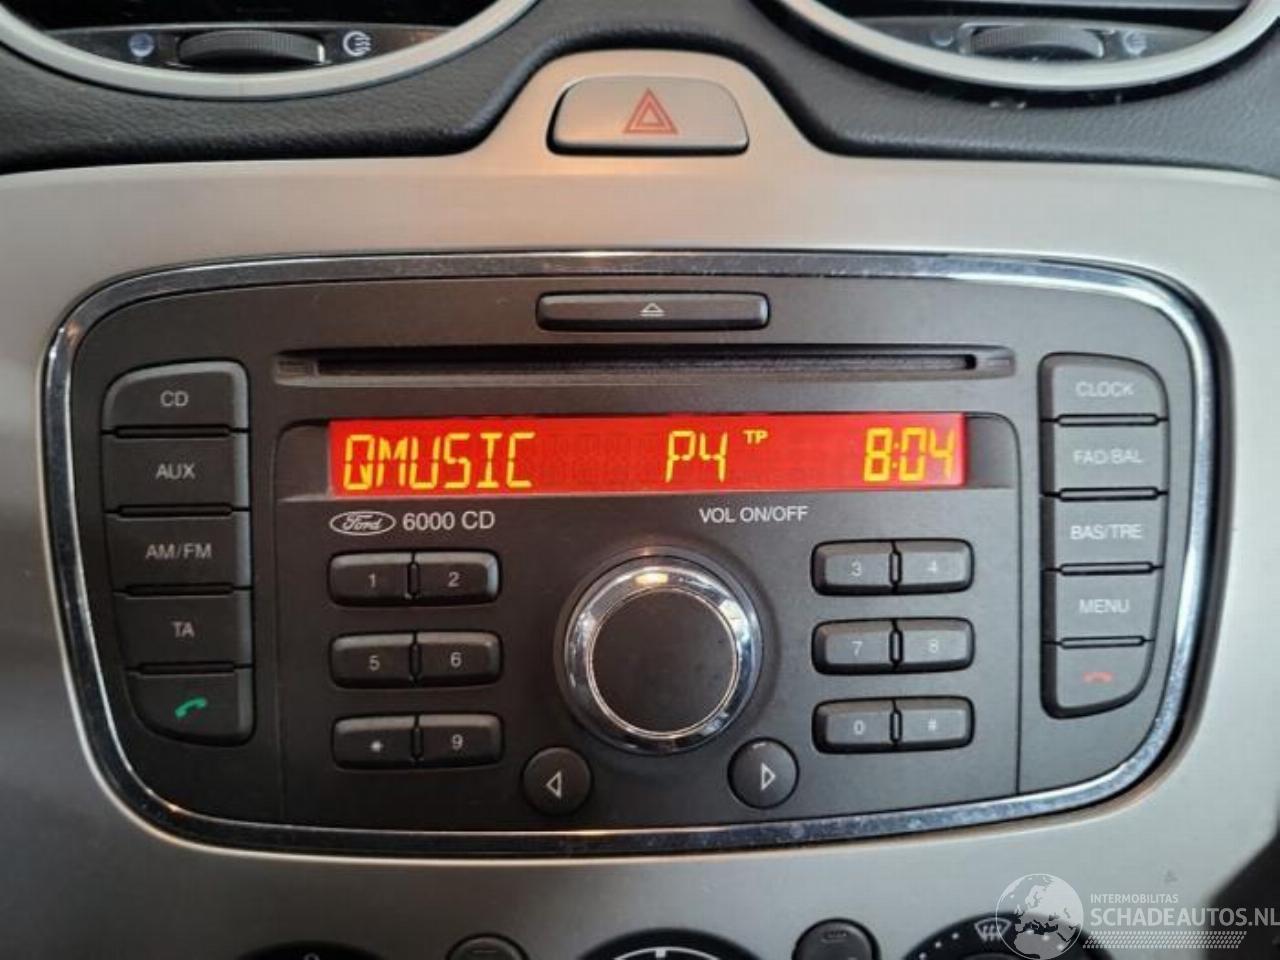 QMUSIC P4 TP 8:04
Ford 6000 CD
VOL ON/OFF
CD
AUX
AM/FM
TA
CLOCK
FAD/BAL
BAS/TRE
MENU
1 2 3 4
5 6 7 8
* 9 0 #
INTERMOBILITAS
SCHADEAUTOS.NL